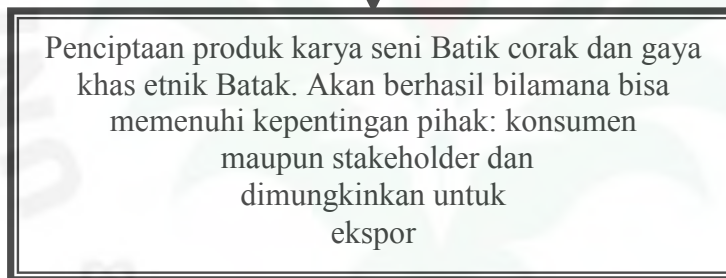 Penciptaan produk karya seni Batik corak dan gaya
khas etnik Batak. Akan berhasil bilamana bisa
memenuhi kepentingan pihak: konsumen
maupun stakeholder dan
dimungkinkan untuk
ekspor